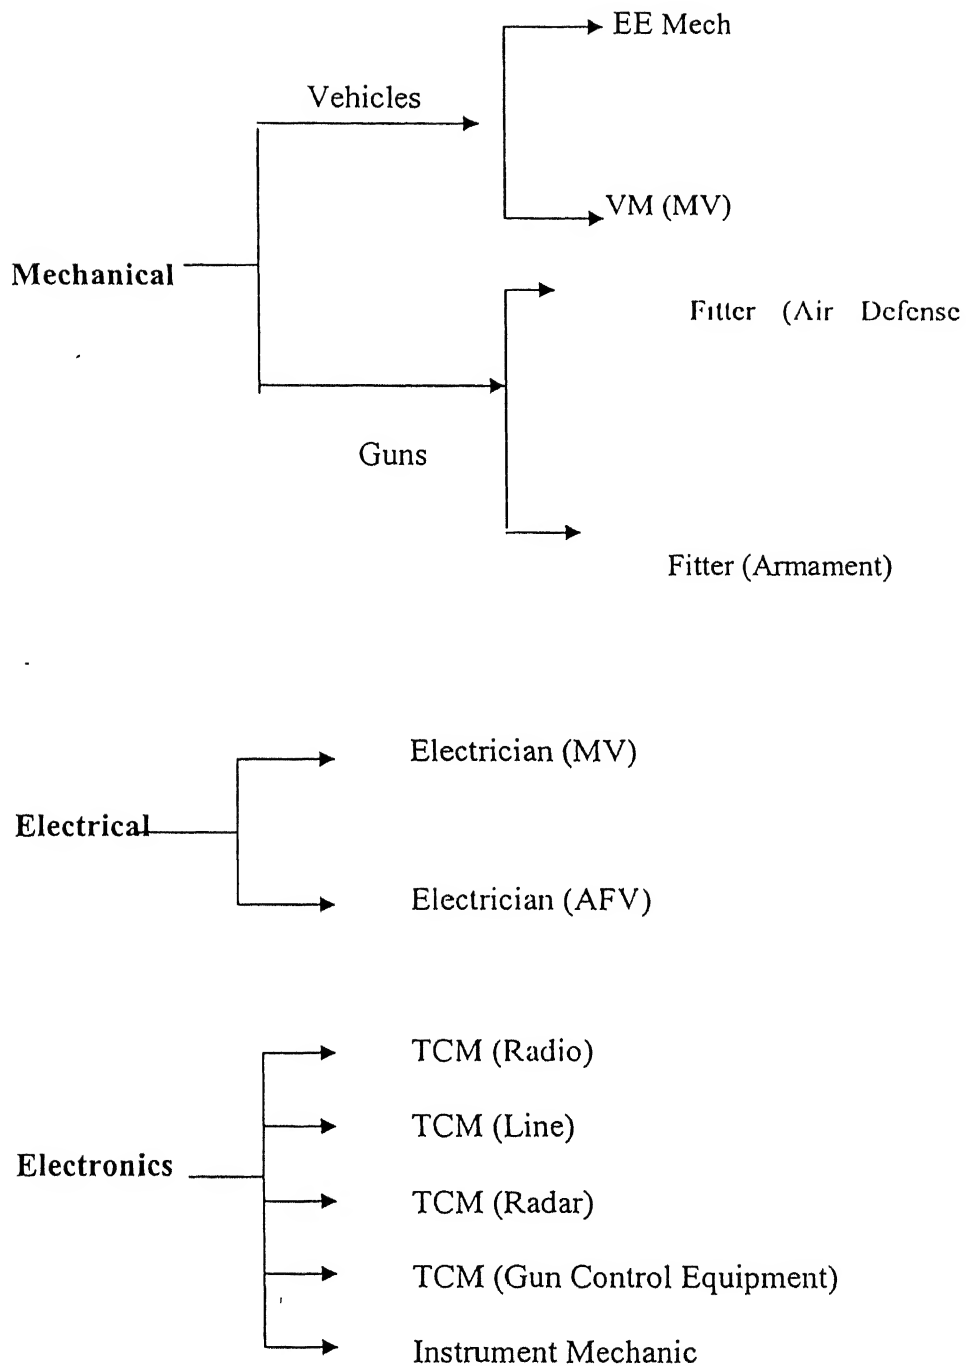 EE Mech
Vehicles
VM (MV)
Mechanical
Fitter (Air Defense
Guns
Fitter (Armament)
Electrician (MV)
Electrical
Electrician (AFV)
TCM (Radio)
TCM (Line)
Electronics
TCM (Radar)
TCM (Gun Control Equipment)
Instrument Mechanic